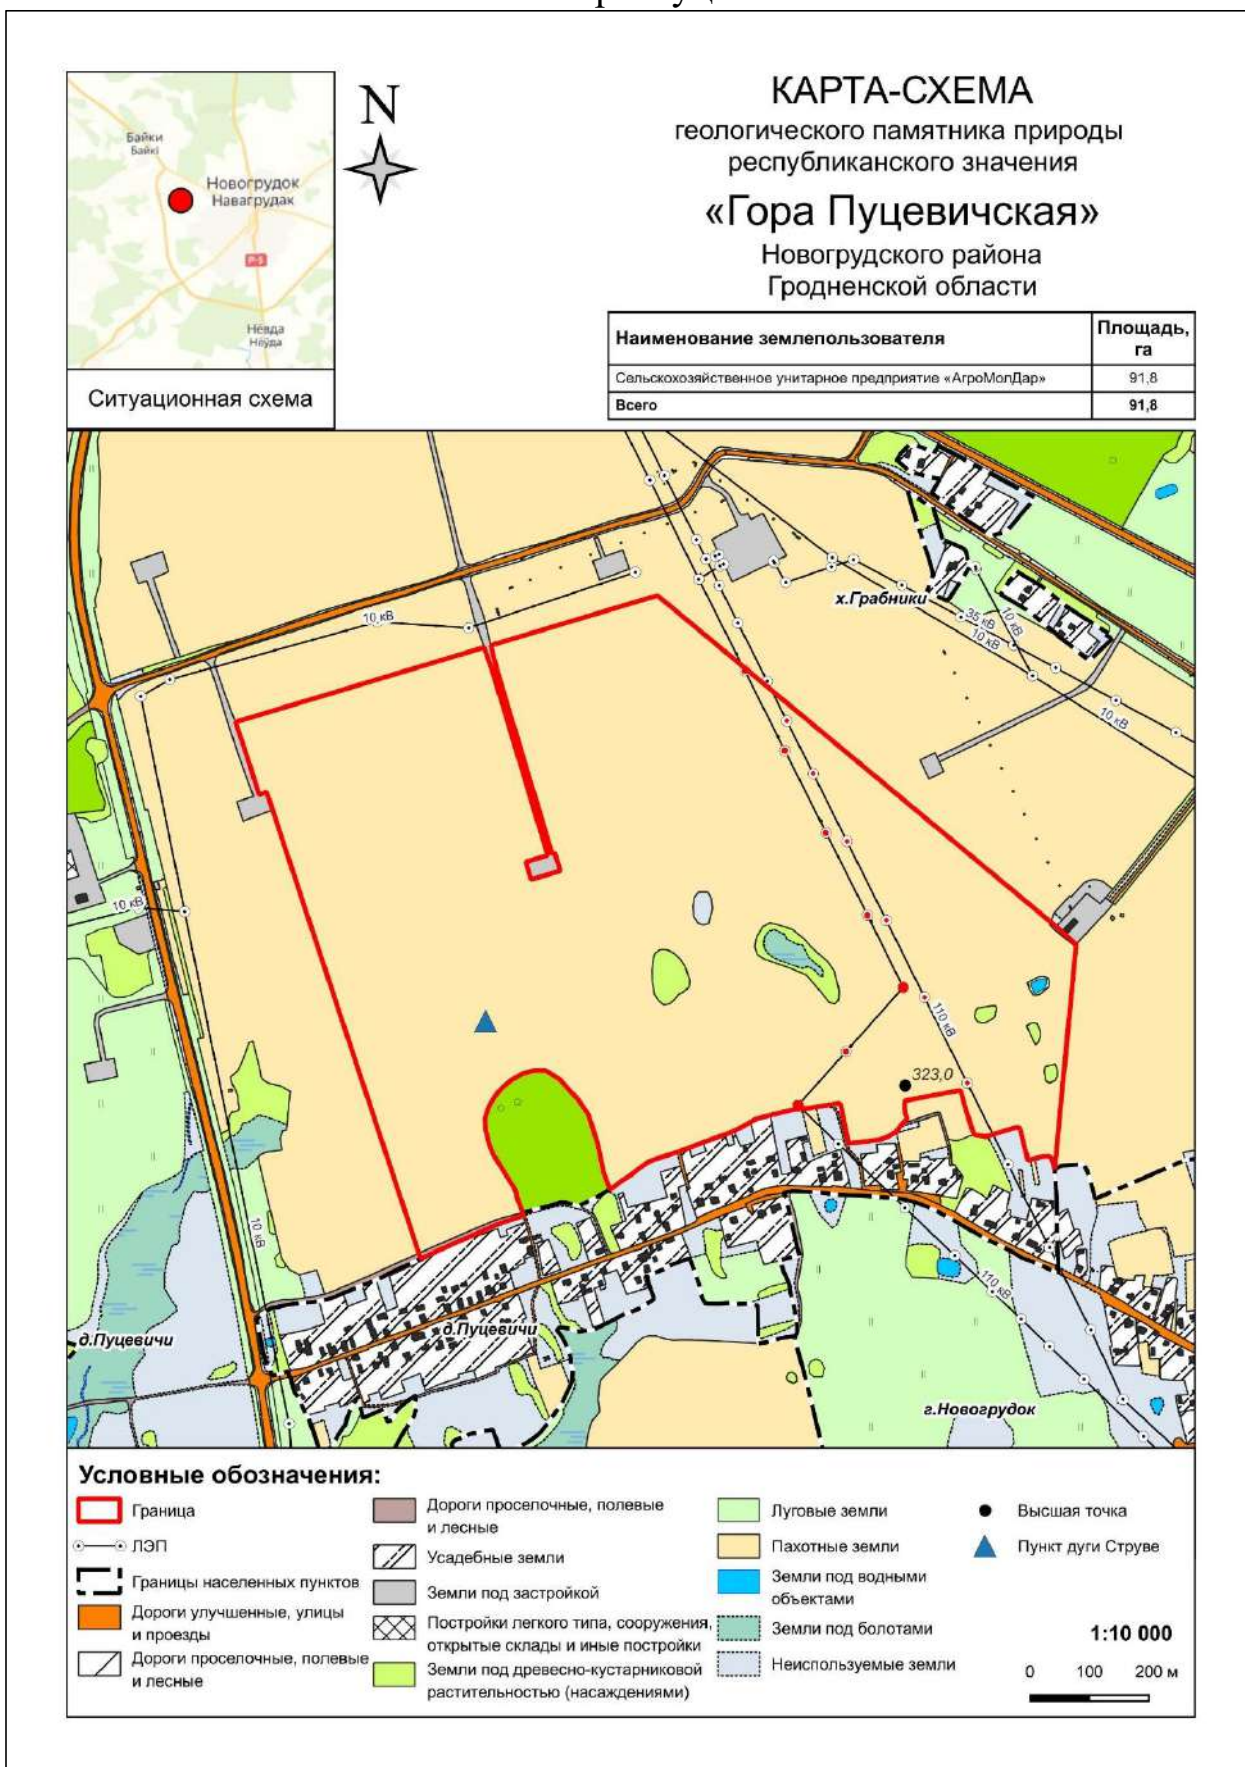 N
КАРТА-СХЕМА
геологического памятника природы
республиканского значения
«Гора Пуцевичская»
Новогрудского района
Гродненской области
Байки
Байкі
Новогрудок
Навагрудак
Р-5
Нёвда
Нёўда
Ситуационная схема
Наименование землепользователя
Площадь, га
Сельскохозяйственное унитарное предприятие «АгроМолДар»
91,8
Всего
91,8
х.Грабники
10 кВ
35 кВ
10 кВ
10 кВ
10 кВ
10 кВ
110 кВ
323,0
10 кВ
110 кВ
д.Пуцевичи
д.Пуцевичи
г.Новогрудок
Условные обозначения:
Граница
ЛЭП
Границы населенных пунктов
Дороги улучшенные, улицы
и проезды
Дороги проселочные, полевые
и лесные
Дороги проселочные, полевые
и лесные
Усадебные земли
Земли под застройкой
Постройки легкого типа, сооружения,
открытые склады и иные постройки
Земли под древесно-кустарниковой
растительностью (насаждениями)
Луговые земли
Пахотные земли
Земли под водными
объектами
Земли под болотами
Неиспользуемые земли
Высшая точка
Пункт дуги Струве
1:10 000
0 100 200 м